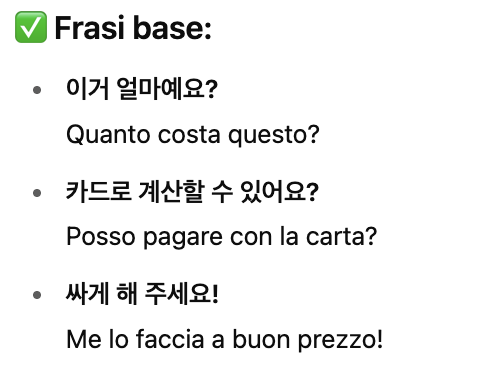 ✅ Frasi base:
• 이거 얼마예요?
Quanto costa questo?
• 카드로 계산할 수 있어요?
Posso pagare con la carta?
• 싸게 해 주세요!
Me lo faccia a buon prezzo!